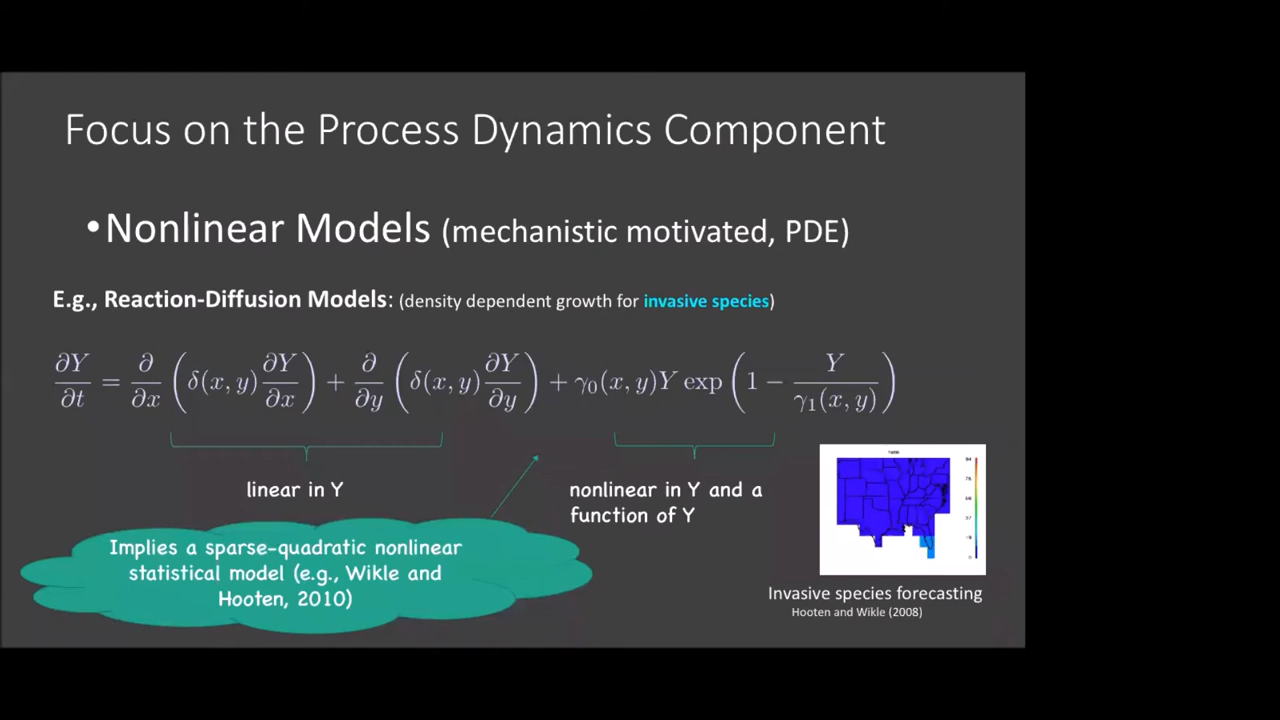 Focus on the Process Dynamics Component
•Nonlinear Models (mechanistic motivated, PDE)
E.g., Reaction-Diffusion Models: (density dependent growth for invasive species)
∂Y/∂t = ∂/∂x (δ(x, y) ∂Y/∂x) + ∂/∂y (δ(x, y) ∂Y/∂y) + γ₀(x, y)Y exp (1 − Y/γ₁(x, y))
linear in Y
nonlinear in Y and a
function of Y
Implies a sparse-quadratic nonlinear
statistical model (e.g., Wikle and
Hooten, 2010)
Invasive species forecasting
Hooten and Wikle (2008)